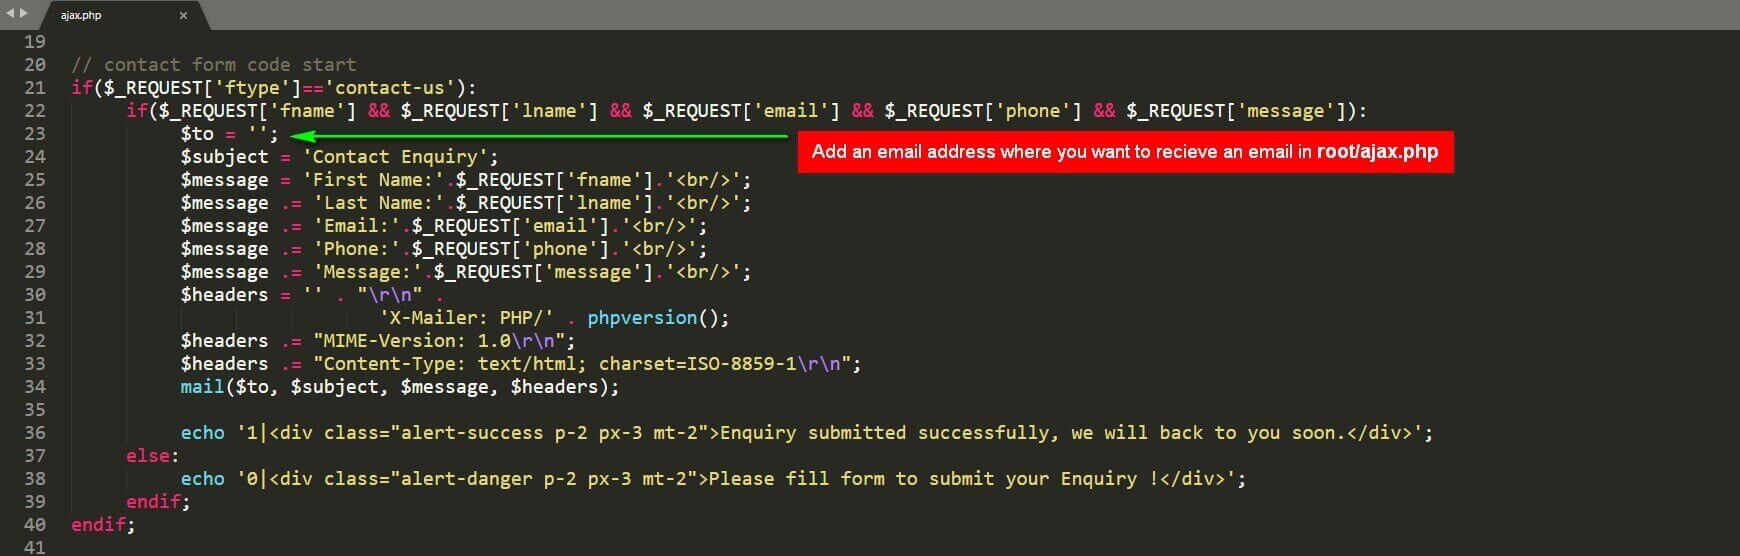 ajax.php ×
19
20 // contact form code start
21 if($_REQUEST['ftype']=='contact-us'):
22 if($_REQUEST['fname'] && $_REQUEST['lname'] && $_REQUEST['email'] && $_REQUEST['phone'] && $_REQUEST['message']):
23 $to = '';
Add an email address where you want to recieve an email in root/ajax.php
24 $subject = 'Contact Enquiry';
25 $message = 'First Name:'.$_REQUEST['fname'].'<br/>';
26 $message .= 'Last Name:'.$_REQUEST['lname'].'<br/>';
27 $message .= 'Email:'.$_REQUEST['email'].'<br/>';
28 $message .= 'Phone:'.$_REQUEST['phone'].'<br/>';
29 $message .= 'Message:'.$_REQUEST['message'].'<br/>';
30 $headers = '' . "\r\n" .
31 'X-Mailer: PHP/' . phpversion();
32 $headers .= "MIME-Version: 1.0\r\n";
33 $headers .= "Content-Type: text/html; charset=ISO-8859-1\r\n";
34 mail($to, $subject, $message, $headers);
35
36 echo '1|<div class="alert-success p-2 px-3 mt-2">Enquiry submitted successfully, we will back to you soon.</div>';
37 else:
38 echo '0|<div class="alert-danger p-2 px-3 mt-2">Please fill form to submit your Enquiry !</div>';
39 endif;
40 endif;
41